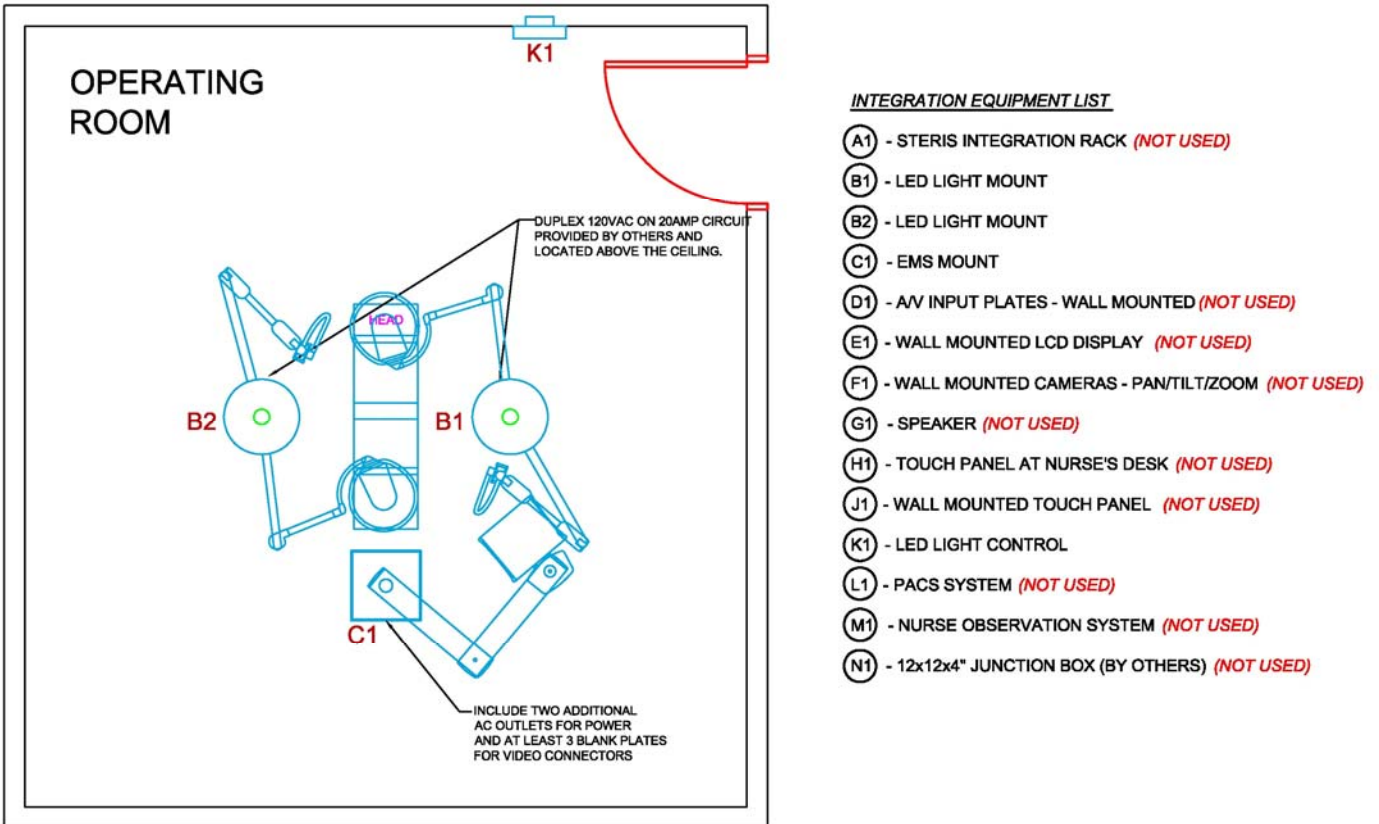 OPERATING
ROOM
K1
DUPLEX 120VAC ON 20AMP CIRCUIT
PROVIDED BY OTHERS AND
LOCATED ABOVE THE CEILING.
HEAD
B2
B1
C1
INCLUDE TWO ADDITIONAL
AC OUTLETS FOR POWER
AND AT LEAST 3 BLANK PLATES
FOR VIDEO CONNECTORS
INTEGRATION EQUIPMENT LIST
A1 - STERIS INTEGRATION RACK (NOT USED)
B1 - LED LIGHT MOUNT
B2 - LED LIGHT MOUNT
C1 - EMS MOUNT
D1 - A/V INPUT PLATES - WALL MOUNTED (NOT USED)
E1 - WALL MOUNTED LCD DISPLAY (NOT USED)
F1 - WALL MOUNTED CAMERAS - PAN/TILT/ZOOM (NOT USED)
G1 - SPEAKER (NOT USED)
H1 - TOUCH PANEL AT NURSE'S DESK (NOT USED)
J1 - WALL MOUNTED TOUCH PANEL (NOT USED)
K1 - LED LIGHT CONTROL
L1 - PACS SYSTEM (NOT USED)
M1 - NURSE OBSERVATION SYSTEM (NOT USED)
N1 - 12x12x4" JUNCTION BOX (BY OTHERS) (NOT USED)